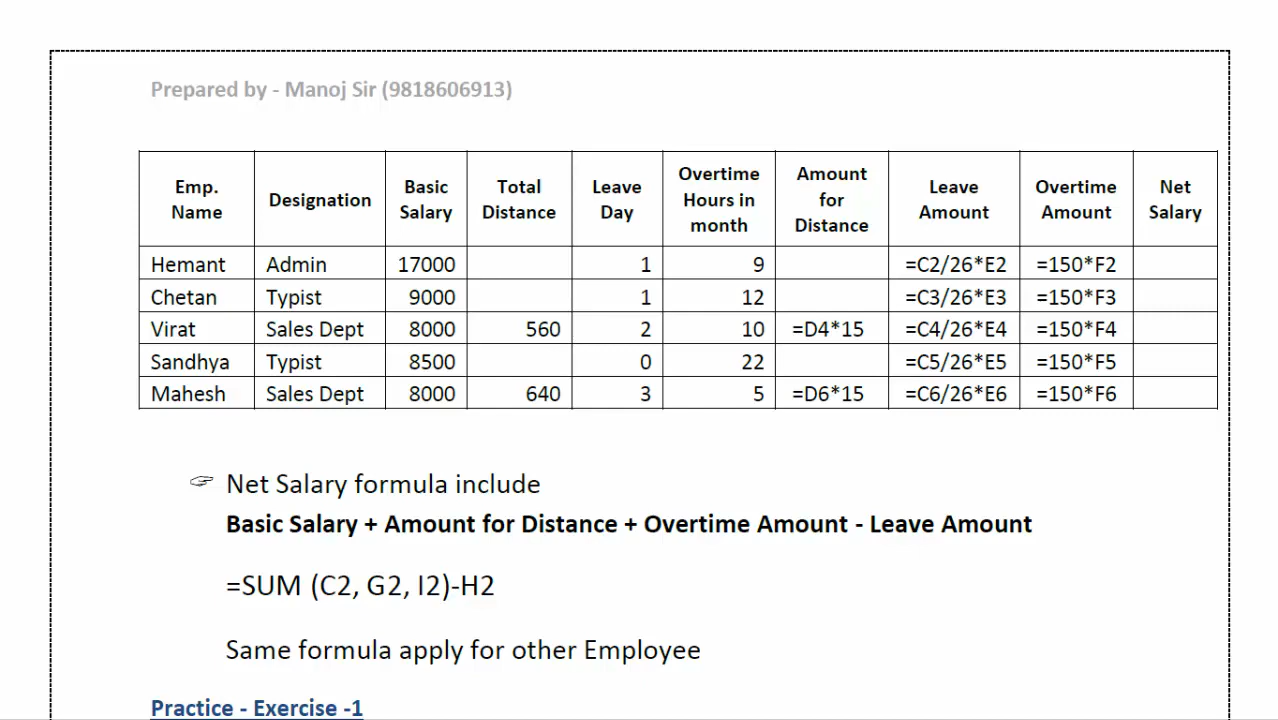 Prepared by - Manoj Sir (9818606913)
Emp. Name Designation Basic Salary Total Distance Leave Day Overtime Hours in month Amount for Distance Leave Amount Overtime Amount Net Salary
Hemant Admin 17000 1 9 =C2/26*E2 =150*F2
Chetan Typist 9000 1 12 =C3/26*E3 =150*F3
Virat Sales Dept 8000 560 2 10 =D4*15 =C4/26*E4 =150*F4
Sandhya Typist 8500 0 22 =C5/26*E5 =150*F5
Mahesh Sales Dept 8000 640 3 5 =D6*15 =C6/26*E6 =150*F6
☞ Net Salary formula include
Basic Salary + Amount for Distance + Overtime Amount - Leave Amount
=SUM (C2, G2, I2)-H2
Same formula apply for other Employee
Practice - Exercise -1